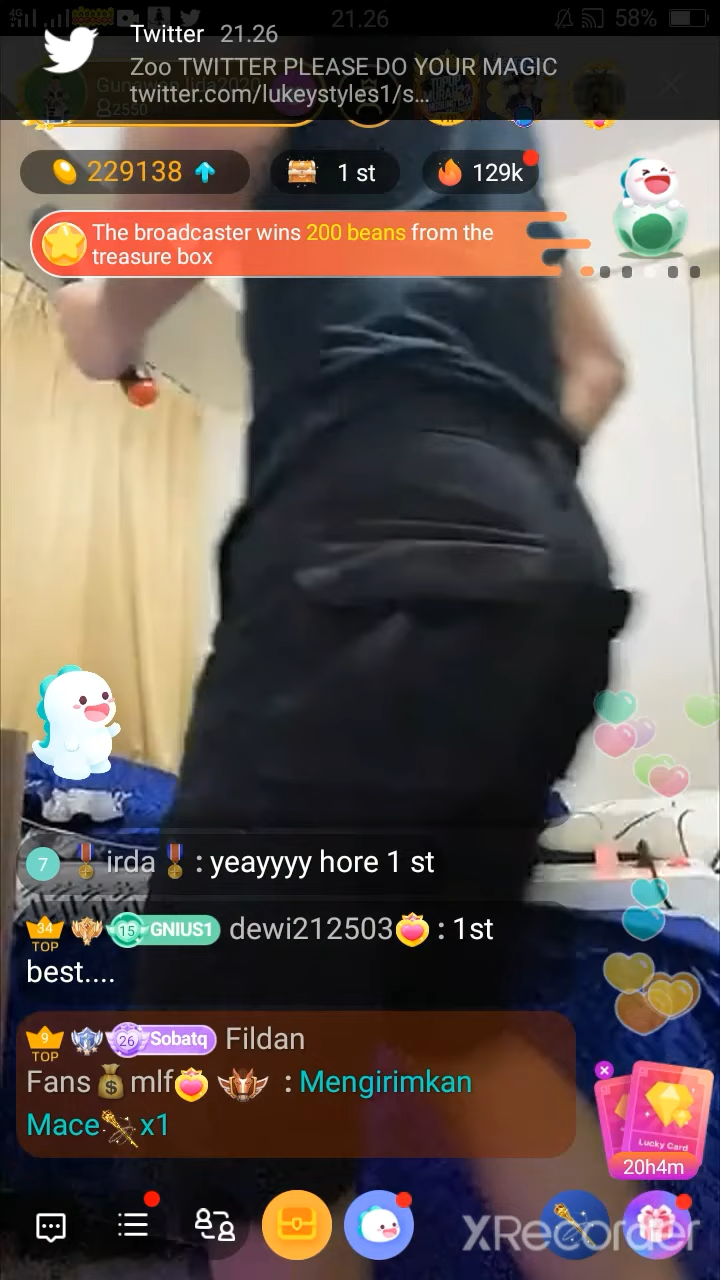 4G 21.26 58%
Twitter 21.26
Zoo TWITTER PLEASE DO YOUR MAGIC
twitter.com/lukeystyles1/s...
2550
229138 1 st 129k
The broadcaster wins 200 beans from the
treasure box
7 irda : yeayyyy hore 1 st
34 TOP 15 GNIUS1 dewi212503 : 1st
best....
9 TOP 26 Sobatq Fildan
Fans mlf : Mengirimkan
Mace x1
Lucky Card
20h4m
XRecorder